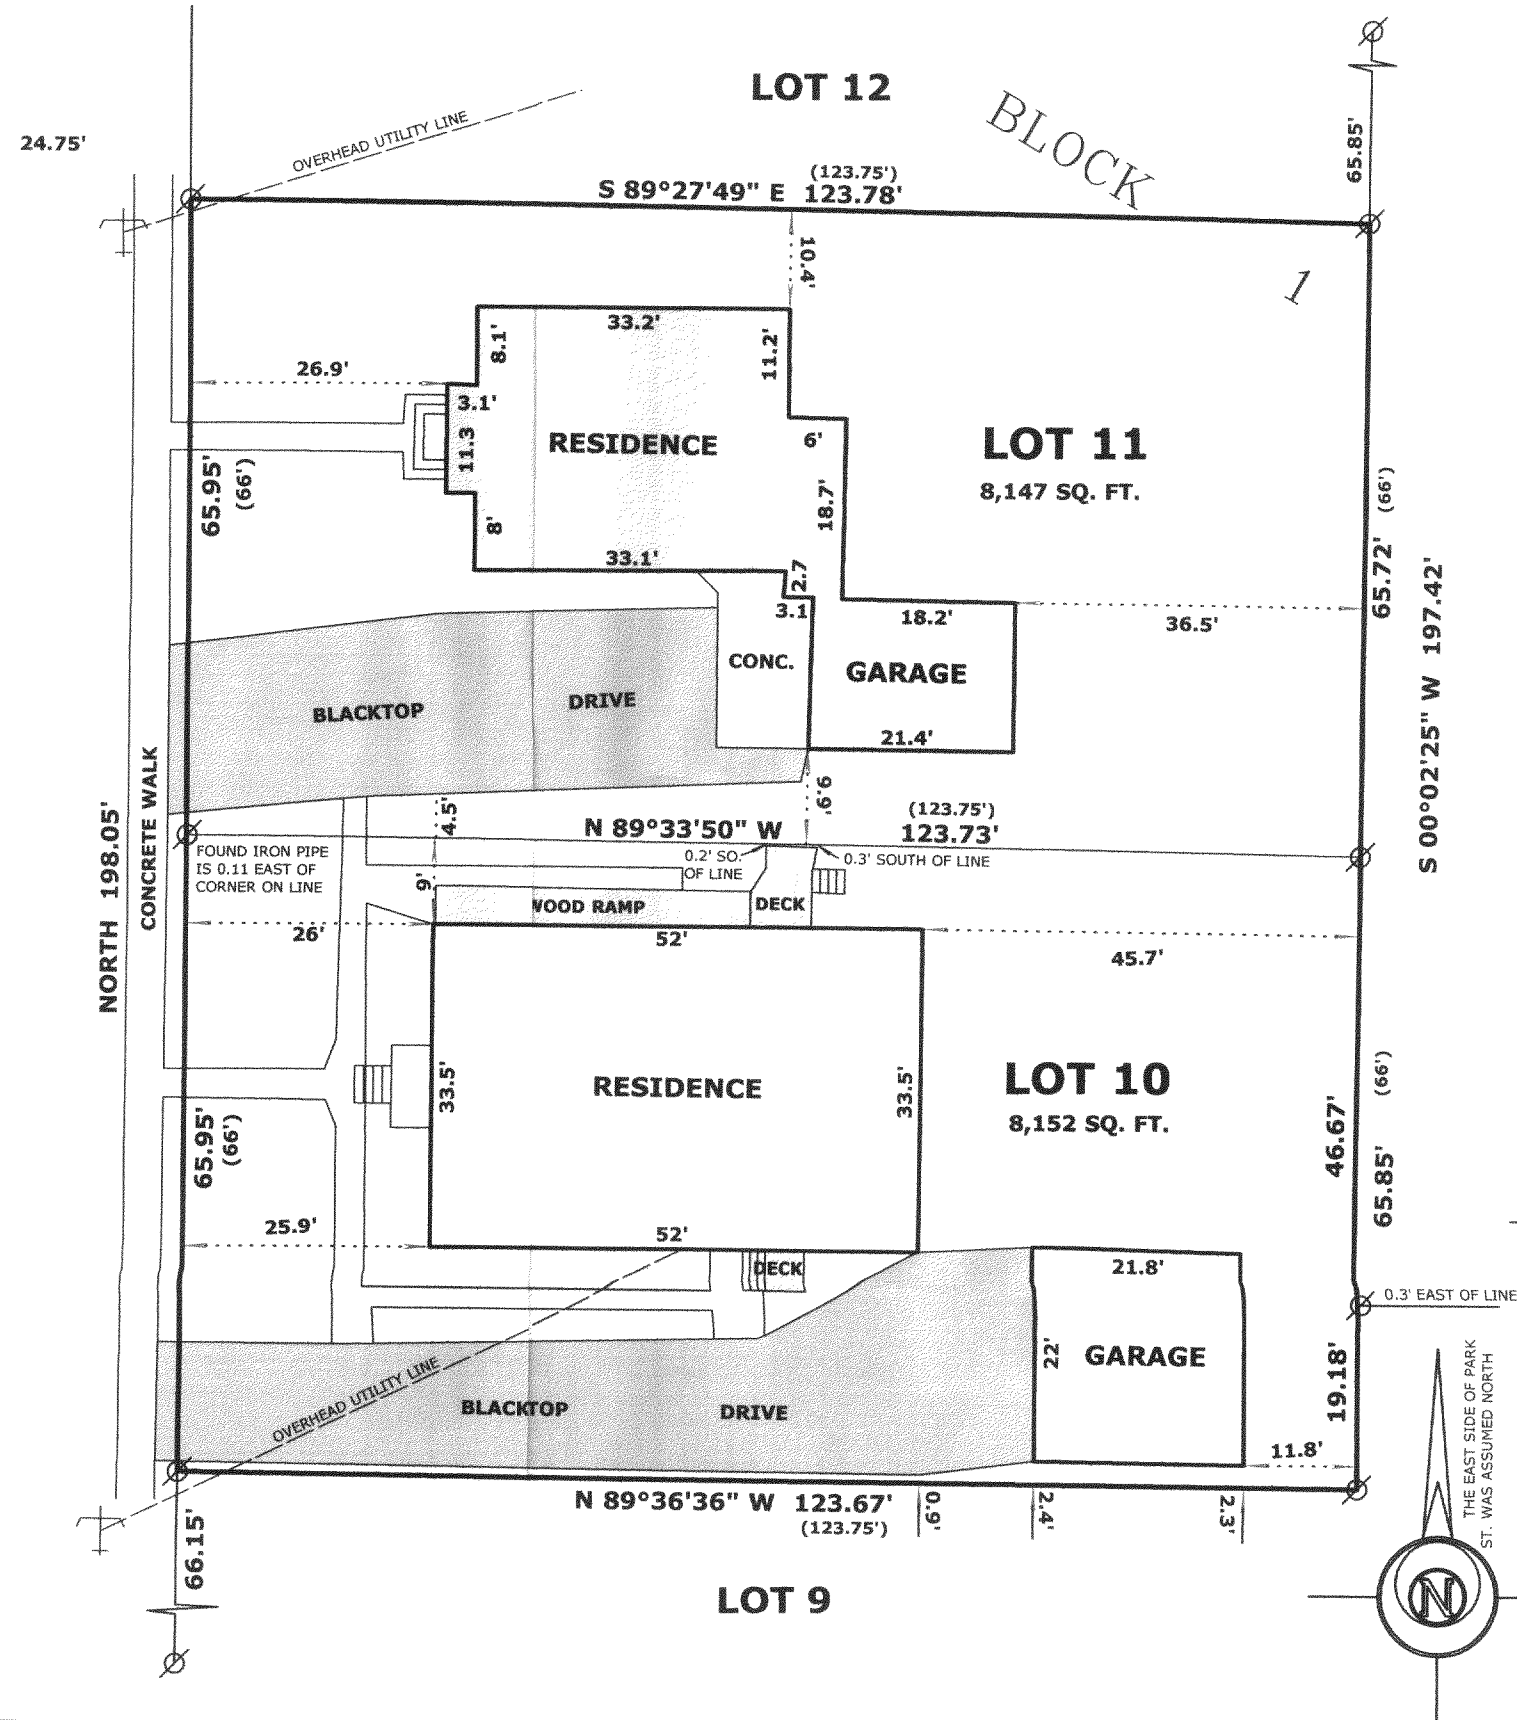 LOT 12
BLOCK
1
24.75'
OVERHEAD UTILITY LINE
65.85'
(123.75')
S 89°27'49" E 123.78'
10.4'
33.2'
8.1'
11.2'
26.9'
3.1'
11.3
RESIDENCE
6'
LOT 11
8,147 SQ. FT.
65.95'
(66')
8'
18.7'
33.1'
2.7
3.1
18.2'
36.5'
(66')
65.72'
S 00°02'25" W 197.42'
CONC.
GARAGE
BLACKTOP DRIVE
21.4'
4.5'
9.9'
NORTH 198.05'
CONCRETE WALK
N 89°33'50" W
(123.75')
123.73'
FOUND IRON PIPE
IS 0.11 EAST OF
CORNER ON LINE
0.2' SO.
OF LINE
0.3' SOUTH OF LINE
9'
WOOD RAMP
DECK
26'
52'
45.7'
33.5'
RESIDENCE
33.5'
LOT 10
8,152 SQ. FT.
(66')
46.67'
65.85'
65.95'
(66')
25.9'
52'
DECK
21.8'
0.3' EAST OF LINE
22'
GARAGE
19.18'
OVERHEAD UTILITY LINE
BLACKTOP DRIVE
11.8'
THE EAST SIDE OF PARK
ST. WAS ASSUMED NORTH
N 89°36'36" W 123.67'
(123.75')
0.9'
2.4'
2.3'
66.15'
LOT 9
N